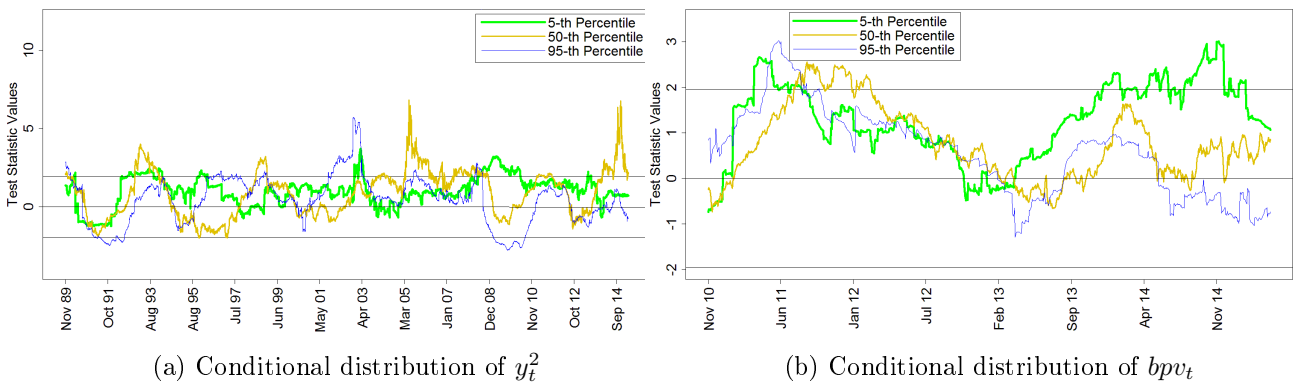 Test Statistic Values
10
5
0
5-th Percentile
50-th Percentile
95-th Percentile
Nov 89
Oct 91
Aug 93
Aug 95
Jul 97
Jun 99
May 01
Apr 03
Mar 05
Jan 07
Dec 08
Nov 10
Oct 12
Sep 14
(a) Conditional distribution of y_t^2
Test Statistic Values
3
2
1
0
-1
-2
5-th Percentile
50-th Percentile
95-th Percentile
Nov 10
Jun 11
Jan 12
Jul 12
Feb 13
Sep 13
Apr 14
Nov 14
(b) Conditional distribution of bpv_t